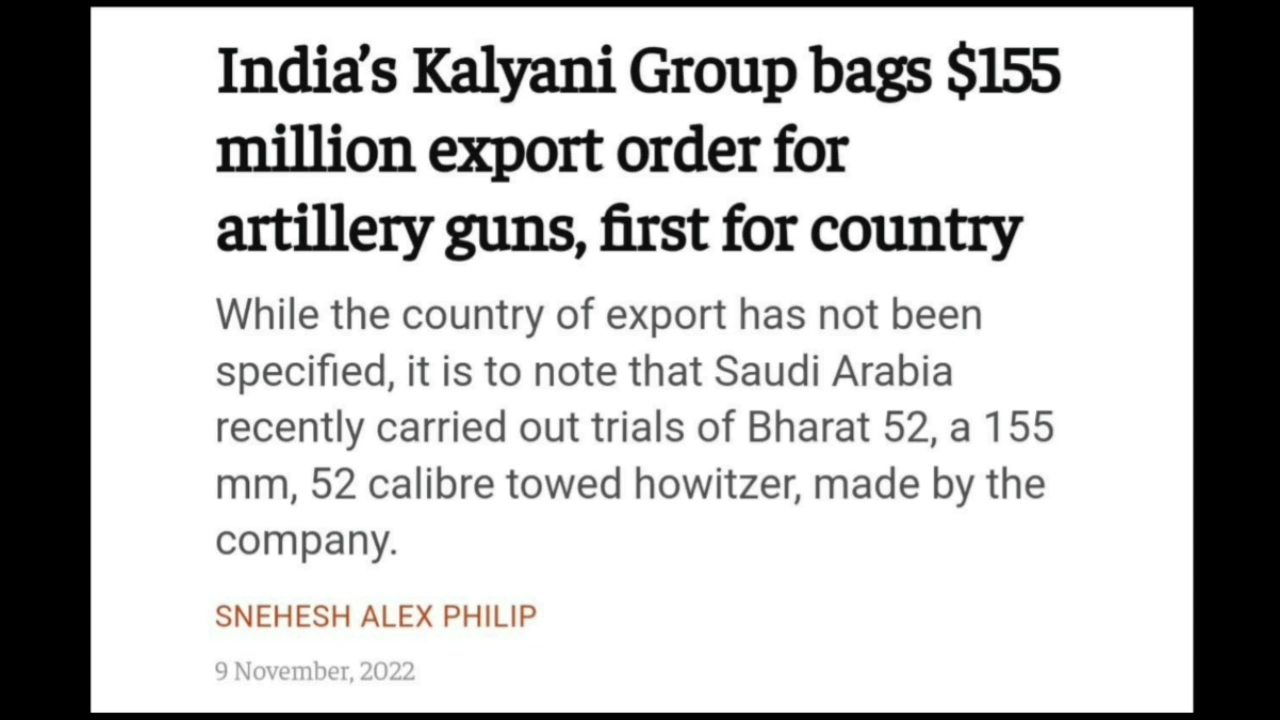 India’s Kalyani Group bags $155
million export order for
artillery guns, first for country
While the country of export has not been
specified, it is to note that Saudi Arabia
recently carried out trials of Bharat 52, a 155
mm, 52 calibre towed howitzer, made by the
company.
SNEHESH ALEX PHILIP
9 November, 2022